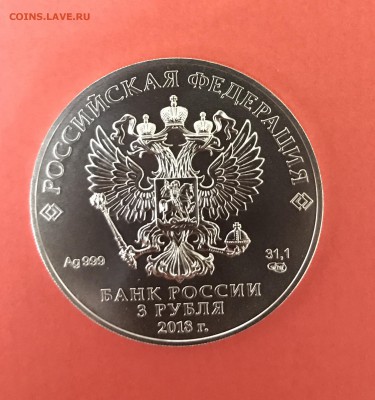 COINS.LAVE.RU
РОССИЙСКАЯ ФЕДЕРАЦИЯ
Ag 999
31,1
БАНК РОССИИ
3 РУБЛЯ
2018 г.